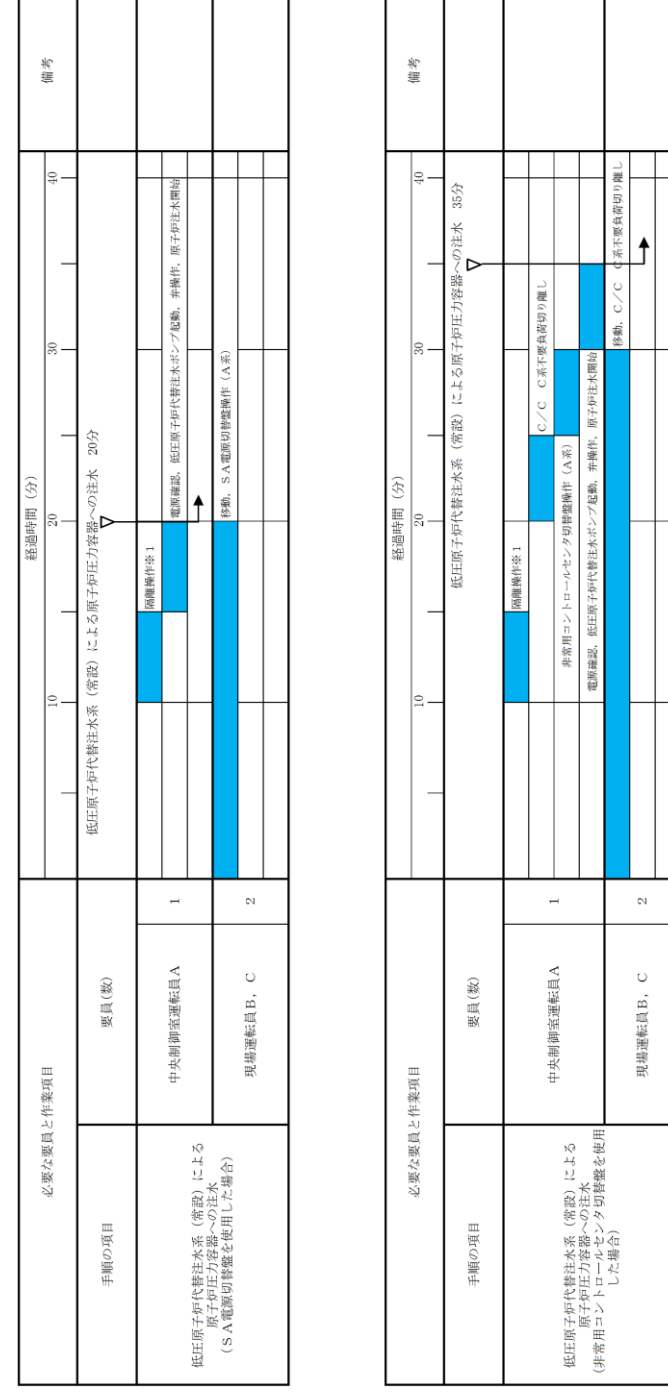 必要な要員と作業項目
経過時間（分）
備考
10
20
30
40
手順の項目
要員(数)
低圧原子炉代替注水系（常設）による原子炉圧力容器への注水　20分
低圧原子炉代替注水系（常設）による
原子炉圧力容器への注水
（ＳＡ電源切替盤を使用した場合）
中央制御室運転員Ａ
1
隔離操作※１
電源確認，低圧原子炉代替注水ポンプ起動，弁操作，原子炉注水開始
現場運転員Ｂ，Ｃ
2
移動，ＳＡ電源切替盤操作（Ａ系）
必要な要員と作業項目
経過時間（分）
備考
10
20
30
40
手順の項目
要員(数)
低圧原子炉代替注水系（常設）による原子炉圧力容器への注水　35分
低圧原子炉代替注水系（常設）による
原子炉圧力容器への注水
（非常用コントロールセンタ切替盤を使用
した場合）
中央制御室運転員Ａ
1
隔離操作※１
Ｃ／Ｃ　Ｃ系不要負荷切り離し
非常用コントロールセンタ切替盤操作（Ａ系）
電源確認，低圧原子炉代替注水ポンプ起動，弁操作，原子炉注水開始
現場運転員Ｂ，Ｃ
2
移動，Ｃ／Ｃ　Ｃ系不要負荷切り離し